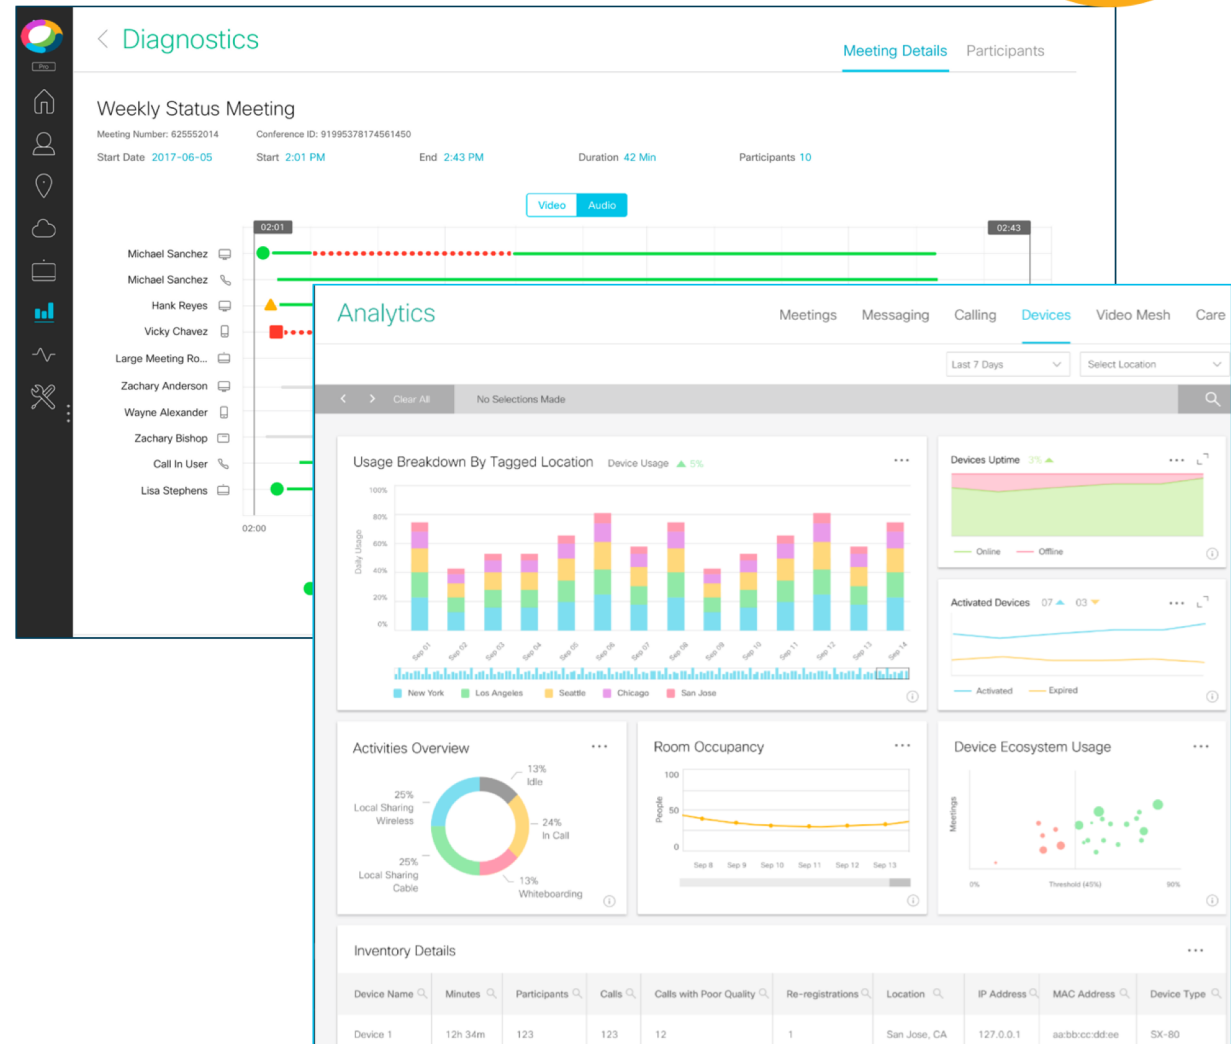 Pro
Diagnostics
Meeting Details Participants
Weekly Status Meeting
Meeting Number: 625552014 Conference ID: 91995378174561450
Start Date 2017-06-05 Start 2:01 PM End 2:43 PM Duration 42 Min Participants 10
Video Audio
02:01 02:43
Michael Sanchez
Michael Sanchez
Hank Reyes
Vicky Chavez
Large Meeting Ro...
Zachary Anderson
Wayne Alexander
Zachary Bishop
Call In User
Lisa Stephens
02:00
Analytics
Meetings Messaging Calling Devices Video Mesh Care
Last 7 Days Select Location
Clear All No Selections Made
Usage Breakdown By Tagged Location Device Usage 5%
100%
80%
60%
40%
20%
0%
Daily Usage
Sep 01 Sep 02 Sep 03 Sep 04 Sep 05 Sep 06 Sep 07 Sep 08 Sep 09 Sep 10 Sep 11 Sep 12 Sep 13 Sep 14
New York Los Angeles Seattle Chicago San Jose
Devices Uptime 3%
Online Offline
Activated Devices 07 03
Activated Expired
Activities Overview
13%
Idle
25%
Local Sharing
Wireless
24%
In Call
25%
Local Sharing
Cable
13%
Whiteboarding
Room Occupancy
100
50
0
People
Sep 8 Sep 9 Sep 10 Sep 11 Sep 12 Sep 13
Device Ecosystem Usage
Meetings
0% Threshold (45%) 90%
Inventory Details
Device Name Minutes Participants Calls Calls with Poor Quality Re-registrations Location IP Address MAC Address Device Type
Device 1 12h 34m 123 123 12 1 San Jose, CA 127.0.0.1 aa:bb:cc:dd:ee SX-80